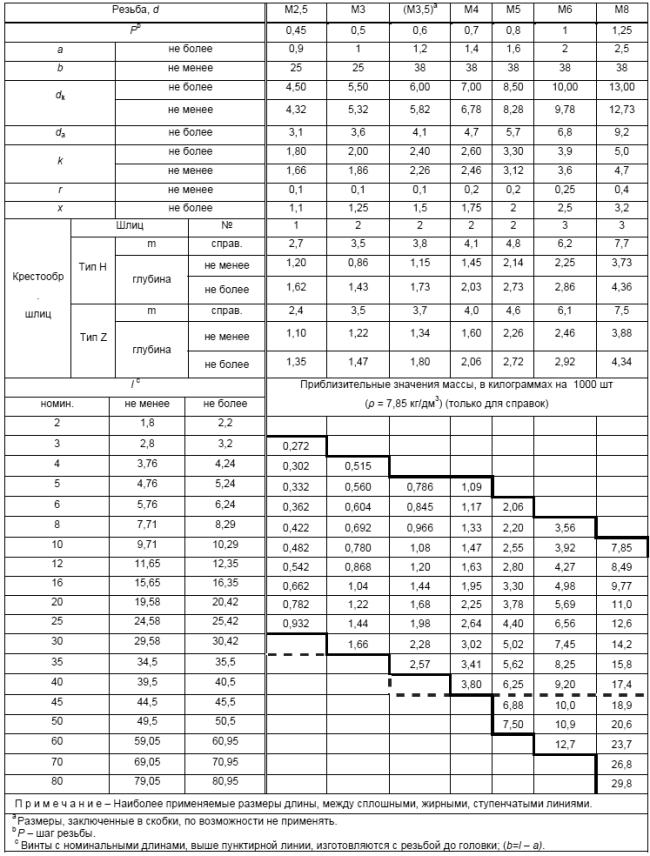 Резьба, d М2,5 М3 (М3,5)a М4 М5 М6 М8
Pb 0,45 0,5 0,6 0,7 0,8 1 1,25
a не более 0,9 1 1,2 1,4 1,6 2 2,5
b не менее 25 25 38 38 38 38 38
dk не более 4,50 5,50 6,00 7,00 8,50 10,00 13,00
не менее 4,32 5,32 5,82 6,78 8,28 9,78 12,73
da не более 3,1 3,6 4,1 4,7 5,7 6,8 9,2
k не более 1,80 2,00 2,40 2,60 3,30 3,9 5,0
не менее 1,66 1,86 2,26 2,46 3,12 3,6 4,7
r не менее 0,1 0,1 0,1 0,2 0,2 0,25 0,4
x не более 1,1 1,25 1,5 1,75 2 2,5 3,2
Крестообр
.
шлиц
Шлиц № 1 2 2 2 2 3 3
Тип Н m справ. 2,7 3,5 3,8 4,1 4,8 6,2 7,7
глубина не менее 1,20 0,86 1,15 1,45 2,14 2,25 3,73
не более 1,62 1,43 1,73 2,03 2,73 2,86 4,36
Тип Z m справ. 2,4 3,5 3,7 4,0 4,6 6,1 7,5
глубина не менее 1,10 1,22 1,34 1,60 2,26 2,46 3,88
не более 1,35 1,47 1,80 2,06 2,72 2,92 4,34
l c Приблизительные значения массы, в килограммах на 1000 шт
номин. не менее не более (ρ = 7,85 кг/дм3) (только для справок)
2 1,8 2,2
3 2,8 3,2 0,272
4 3,76 4,24 0,302 0,515
5 4,76 5,24 0,332 0,560 0,786 1,09
6 5,76 6,24 0,362 0,604 0,845 1,17 2,06
8 7,71 8,29 0,422 0,692 0,966 1,33 2,20 3,56
10 9,71 10,29 0,482 0,780 1,08 1,47 2,55 3,92 7,85
12 11,65 12,35 0,542 0,868 1,20 1,63 2,80 4,27 8,49
16 15,65 16,35 0,662 1,04 1,44 1,95 3,30 4,98 9,77
20 19,58 20,42 0,782 1,22 1,68 2,25 3,78 5,69 11,0
25 24,58 25,42 0,932 1,44 1,98 2,64 4,40 6,56 12,6
30 29,58 30,42 1,66 2,28 3,02 5,02 7,45 14,2
35 34,5 35,5 2,57 3,41 5,62 8,25 15,8
40 39,5 40,5 3,80 6,25 9,20 17,4
45 44,5 45,5 6,88 10,0 18,9
50 49,5 50,5 7,50 10,9 20,6
60 59,05 60,95 12,7 23,7
70 69,05 70,95 26,8
80 79,05 80,95 29,8
П р и м е ч а н и е – Наиболее применяемые размеры длины, между сплошными, жирными, ступенчатыми линиями.
a Размеры, заключенные в скобки, по возможности не применять.
b P – шаг резьбы.
c Винты с номинальными длинами, выше пунктирной линии, изготовляются с резьбой до головки; (b=l – a).